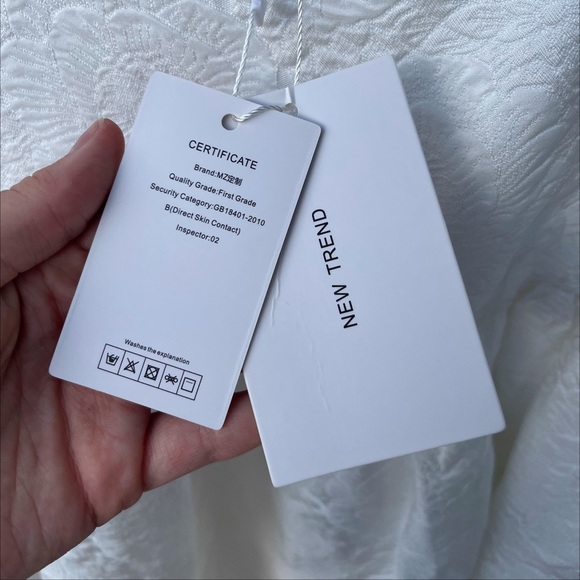 CERTIFICATE
Brand:MZ定制
Quality Grade:First Grade
Security Category:GB18401-2010
B(Direct Skin Contact)
Inspector:02
Washes the explanation
NEW TREND